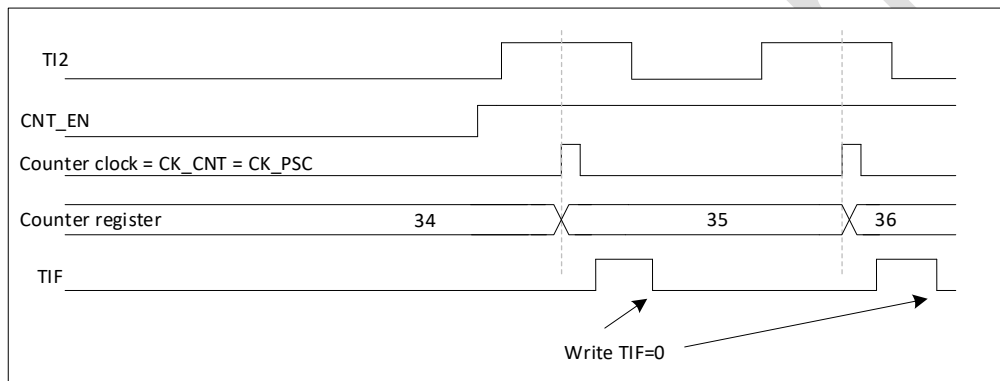 TI2
CNT_EN
Counter clock = CK_CNT = CK_PSC
Counter register 34 35 36
TIF
Write TIF=0